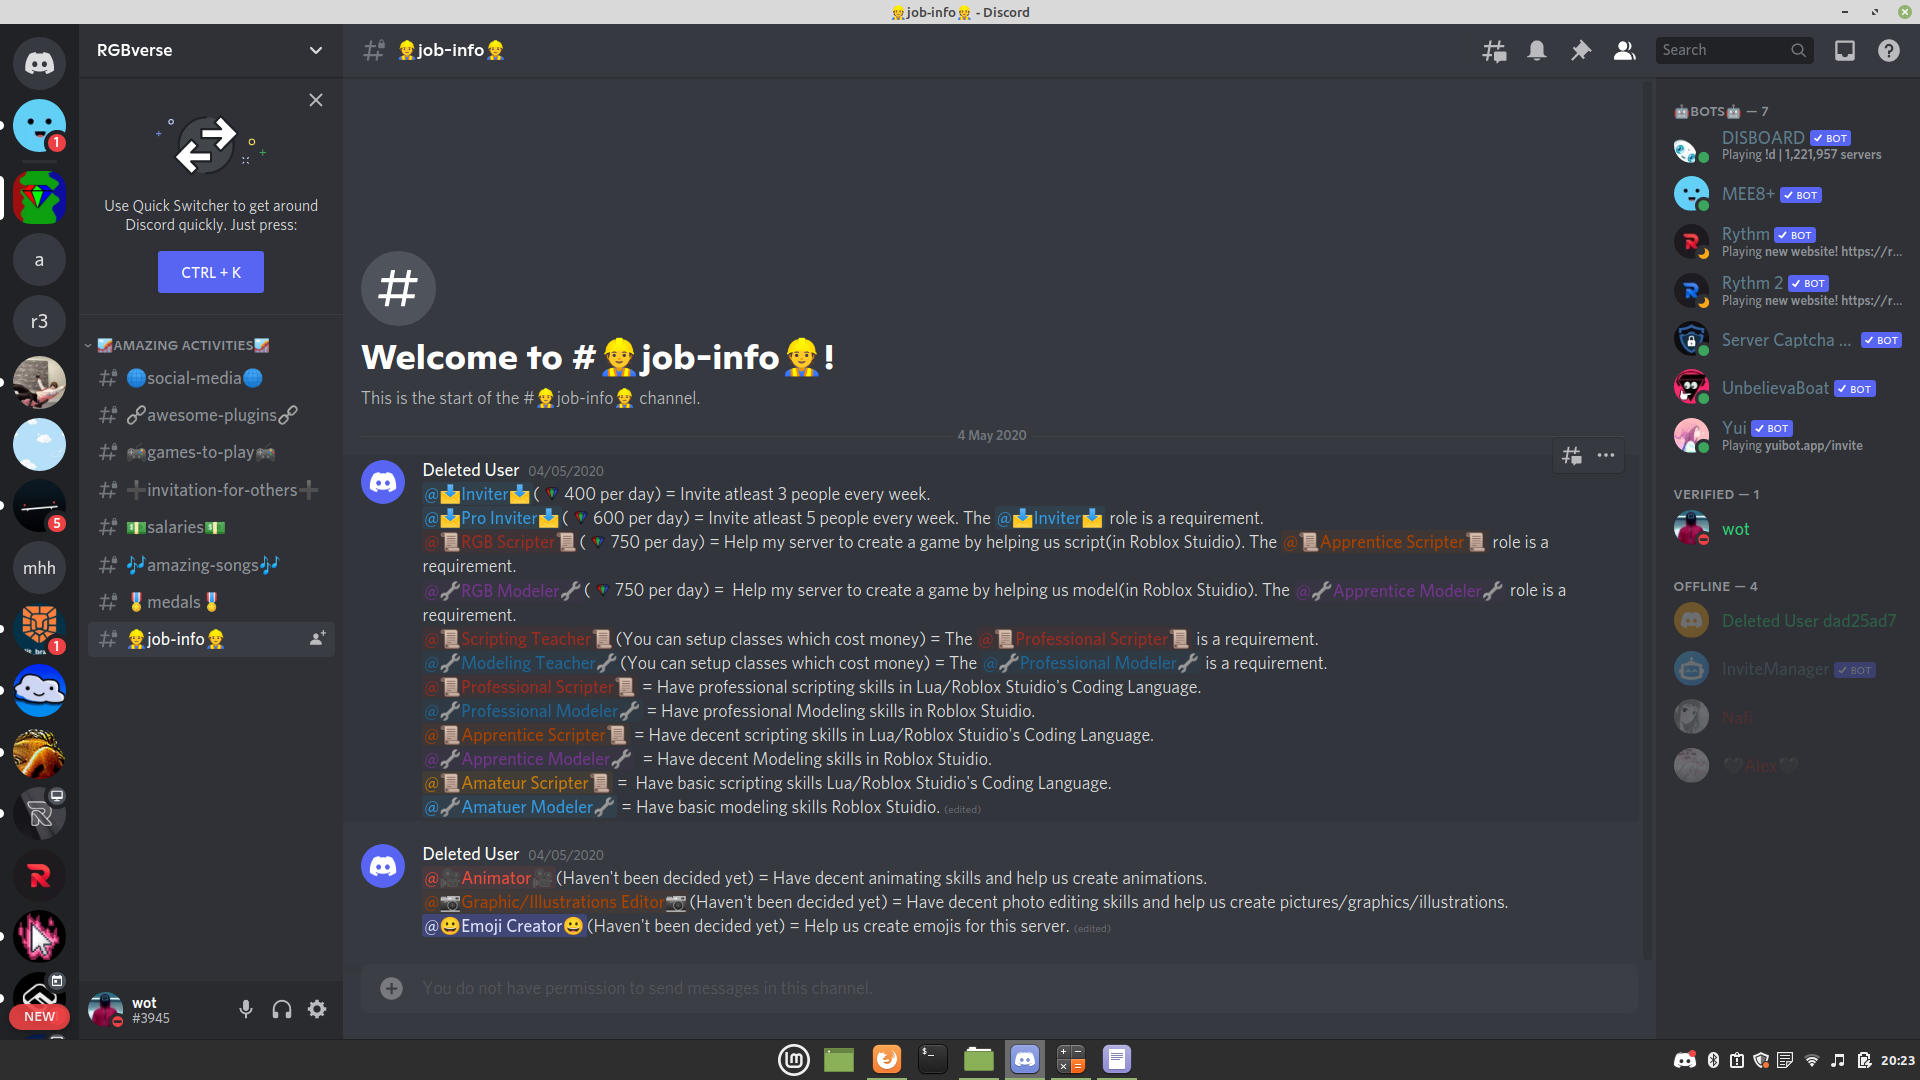 👷job-info👷 - Discord
RGBverse
👷job-info👷
Search
1
Use Quick Switcher to get around
Discord quickly. Just press:
CTRL + K
a
r3
5
mhh
1
NEW
AMAZING ACTIVITIES
🌐social-media🌐
🔗awesome-plugins🔗
🎮games-to-play🎮
➕invitation-for-others➕
💵salaries💵
🎶amazing-songs🎶
🏅medals🏅
👷job-info👷
wot
#3945
Welcome to #👷job-info👷!
This is the start of the #👷job-info👷 channel.
4 May 2020
Deleted User 04/05/2020
@📩Inviter📩 ( 400 per day) = Invite atleast 3 people every week.
@📩Pro Inviter📩 ( 600 per day) = Invite atleast 5 people every week. The @📩Inviter📩 role is a requirement.
@📜RGB Scripter📜 ( 750 per day) = Help my server to create a game by helping us script(in Roblox Stuidio). The @📜Apprentice Scripter📜 role is a
requirement.
@🔧RGB Modeler🔧 ( 750 per day) = Help my server to create a game by helping us model(in Roblox Stuidio). The @🔧Apprentice Modeler🔧 role is a
requirement.
@📜Scripting Teacher📜 (You can setup classes which cost money) = The @📜Professional Scripter📜 is a requirement.
@🔧Modeling Teacher🔧 (You can setup classes which cost money) = The @🔧Professional Modeler🔧 is a requirement.
@📜Professional Scripter📜 = Have professional scripting skills in Lua/Roblox Stuidio's Coding Language.
@🔧Professional Modeler🔧 = Have professional Modeling skills in Roblox Stuidio.
@📜Apprentice Scripter📜 = Have decent scripting skills in Lua/Roblox Stuidio's Coding Language.
@🔧Apprentice Modeler🔧 = Have decent Modeling skills in Roblox Stuidio.
@📜Amateur Scripter📜 = Have basic scripting skills Lua/Roblox Stuidio's Coding Language.
@🔧Amatuer Modeler🔧 = Have basic modeling skills Roblox Stuidio. (edited)
Deleted User 04/05/2020
@🎥Animator🎥 (Haven't been decided yet) = Have decent animating skills and help us create animations.
@📷Graphic/Illustrations Editor📷 (Haven't been decided yet) = Have decent photo editing skills and help us create pictures/graphics/illustrations.
@😀Emoji Creator😀 (Haven't been decided yet) = Help us create emojis for this server. (edited)
You do not have permission to send messages in this channel.
🤖BOTS🤖 — 7
DISBOARD ✓ BOT
Playing !d | 1,221,957 servers
MEE8+ ✓ BOT
Rythm ✓ BOT
Playing new website! https://r...
Rythm 2 ✓ BOT
Playing new website! https://r...
Server Captcha ... ✓ BOT
UnbelievaBoat ✓ BOT
Yui ✓ BOT
Playing yuibot.app/invite
VERIFIED — 1
wot
OFFLINE — 4
Deleted User dad25ad7
InviteManager ✓ BOT
Nafi
🖤Alex🖤
20:23